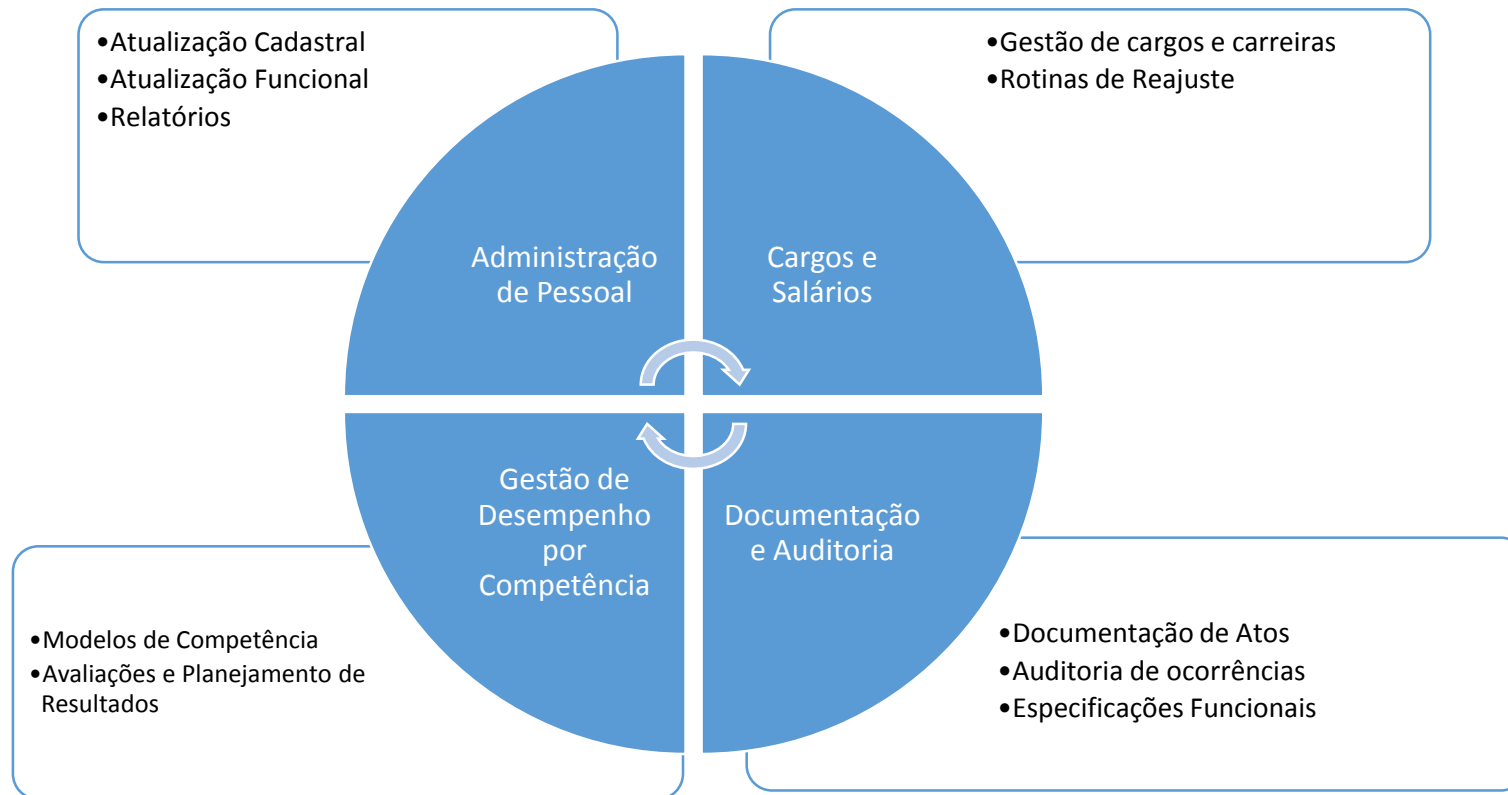 •Atualização Cadastral
•Atualização Funcional
•Relatórios
•Gestão de cargos e carreiras
•Rotinas de Reajuste
Administração
de Pessoal
Cargos e
Salários
Gestão de
Desempenho
por
Competência
Documentação
e Auditoria
•Modelos de Competência
•Avaliações e Planejamento de
Resultados
•Documentação de Atos
•Auditoria de ocorrências
•Especificações Funcionais